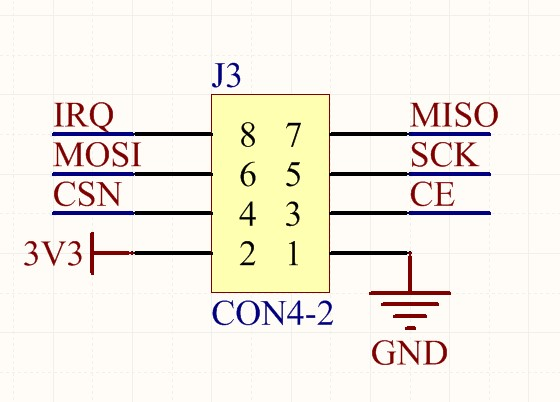 J3
IRQ 8 7 MISO
MOSI 6 5 SCK
CSN 4 3 CE
3V3 2 1
CON4-2
GND